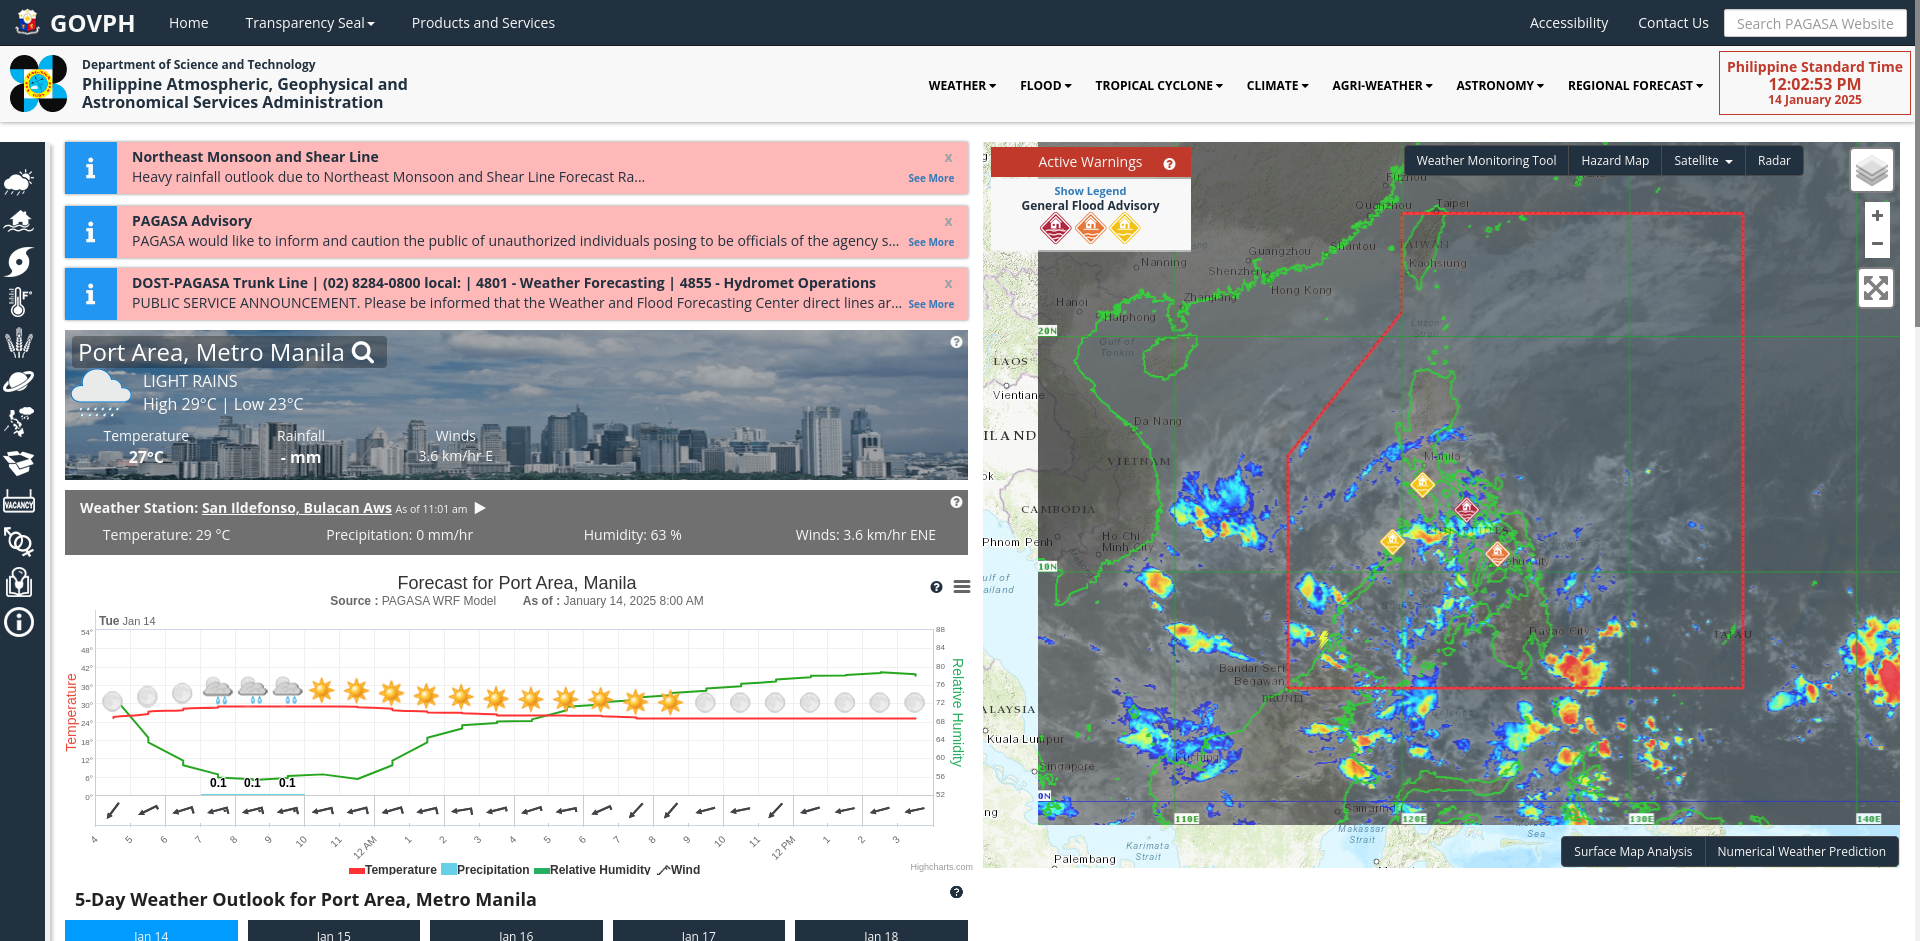 GOVPH
Home
Transparency Seal
Products and Services
Accessibility
Contact Us
Search PAGASA Website
Department of Science and Technology
Philippine Atmospheric, Geophysical and
Astronomical Services Administration
WEATHER
FLOOD
TROPICAL CYCLONE
CLIMATE
AGRI-WEATHER
ASTRONOMY
REGIONAL FORECAST
Philippine Standard Time
12:02:53 PM
14 January 2025
VACANCY
Northeast Monsoon and Shear Line
x
Heavy rainfall outlook due to Northeast Monsoon and Shear Line Forecast Ra...
See More
PAGASA Advisory
x
PAGASA would like to inform and caution the public of unauthorized individuals posing to be officials of the agency s...
See More
DOST-PAGASA Trunk Line | (02) 8284-0800 local: | 4801 - Weather Forecasting | 4855 - Hydromet Operations
x
PUBLIC SERVICE ANNOUNCEMENT. Please be informed that the Weather and Flood Forecasting Center direct lines ar...
See More
Port Area, Metro Manila
LIGHT RAINS
High 29°C | Low 23°C
Temperature
27°C
Rainfall
- mm
Winds
3.6 km/hr E
Weather Station: San Ildefonso, Bulacan Aws As of 11:01 am
Temperature: 29 °C
Precipitation: 0 mm/hr
Humidity: 63 %
Winds: 3.6 km/hr ENE
Forecast for Port Area, Manila
Source : PAGASA WRF Model As of : January 14, 2025 8:00 AM
Tue Jan 14
54°
48°
42°
36°
30°
24°
18°
12°
6°
0°
Temperature
88
84
80
76
72
68
64
60
56
52
Relative Humidity
0.1
0.1
0.1
4
5
6
7
8
9
10
11
12 AM
1
2
3
4
5
6
7
8
9
10
11
12 PM
1
2
3
Temperature
Precipitation
Relative Humidity
Wind
Highcharts.com
5-Day Weather Outlook for Port Area, Metro Manila
Jan 14
Jan 15
Jan 16
Jan 17
Jan 18
Active Warnings
Show Legend
General Flood Advisory
Weather Monitoring Tool
Hazard Map
Satellite
Radar
+
−
Fuzhou
Quanzhou
Taipei
Guangzhou
Shantou
TAIWAN
Nanning
Shenzhen
Kaohsiung
Hanoi
Zhanjiang
Hong Kong
Haiphong
20N
Luzon
Strait
Gulf of
Tonkin
LAOS
Vientiane
Da Nang
ILAND
VIETNAM
Manila
ok
CAMBODIA
Phnom Penh
Ho Chi
Minh City
10N
ulf of
ailand
Davao City
PALAU
Bandar Seri
Begawan
BRUNEI
ALAYSIA
Kuala Lumpur
Kuching
Singapore
0N
ng
Samarind
110E
120E
130E
140E
Makassar
Strait
Sea
Karimata
Strait
Palembang
Surface Map Analysis
Numerical Weather Prediction